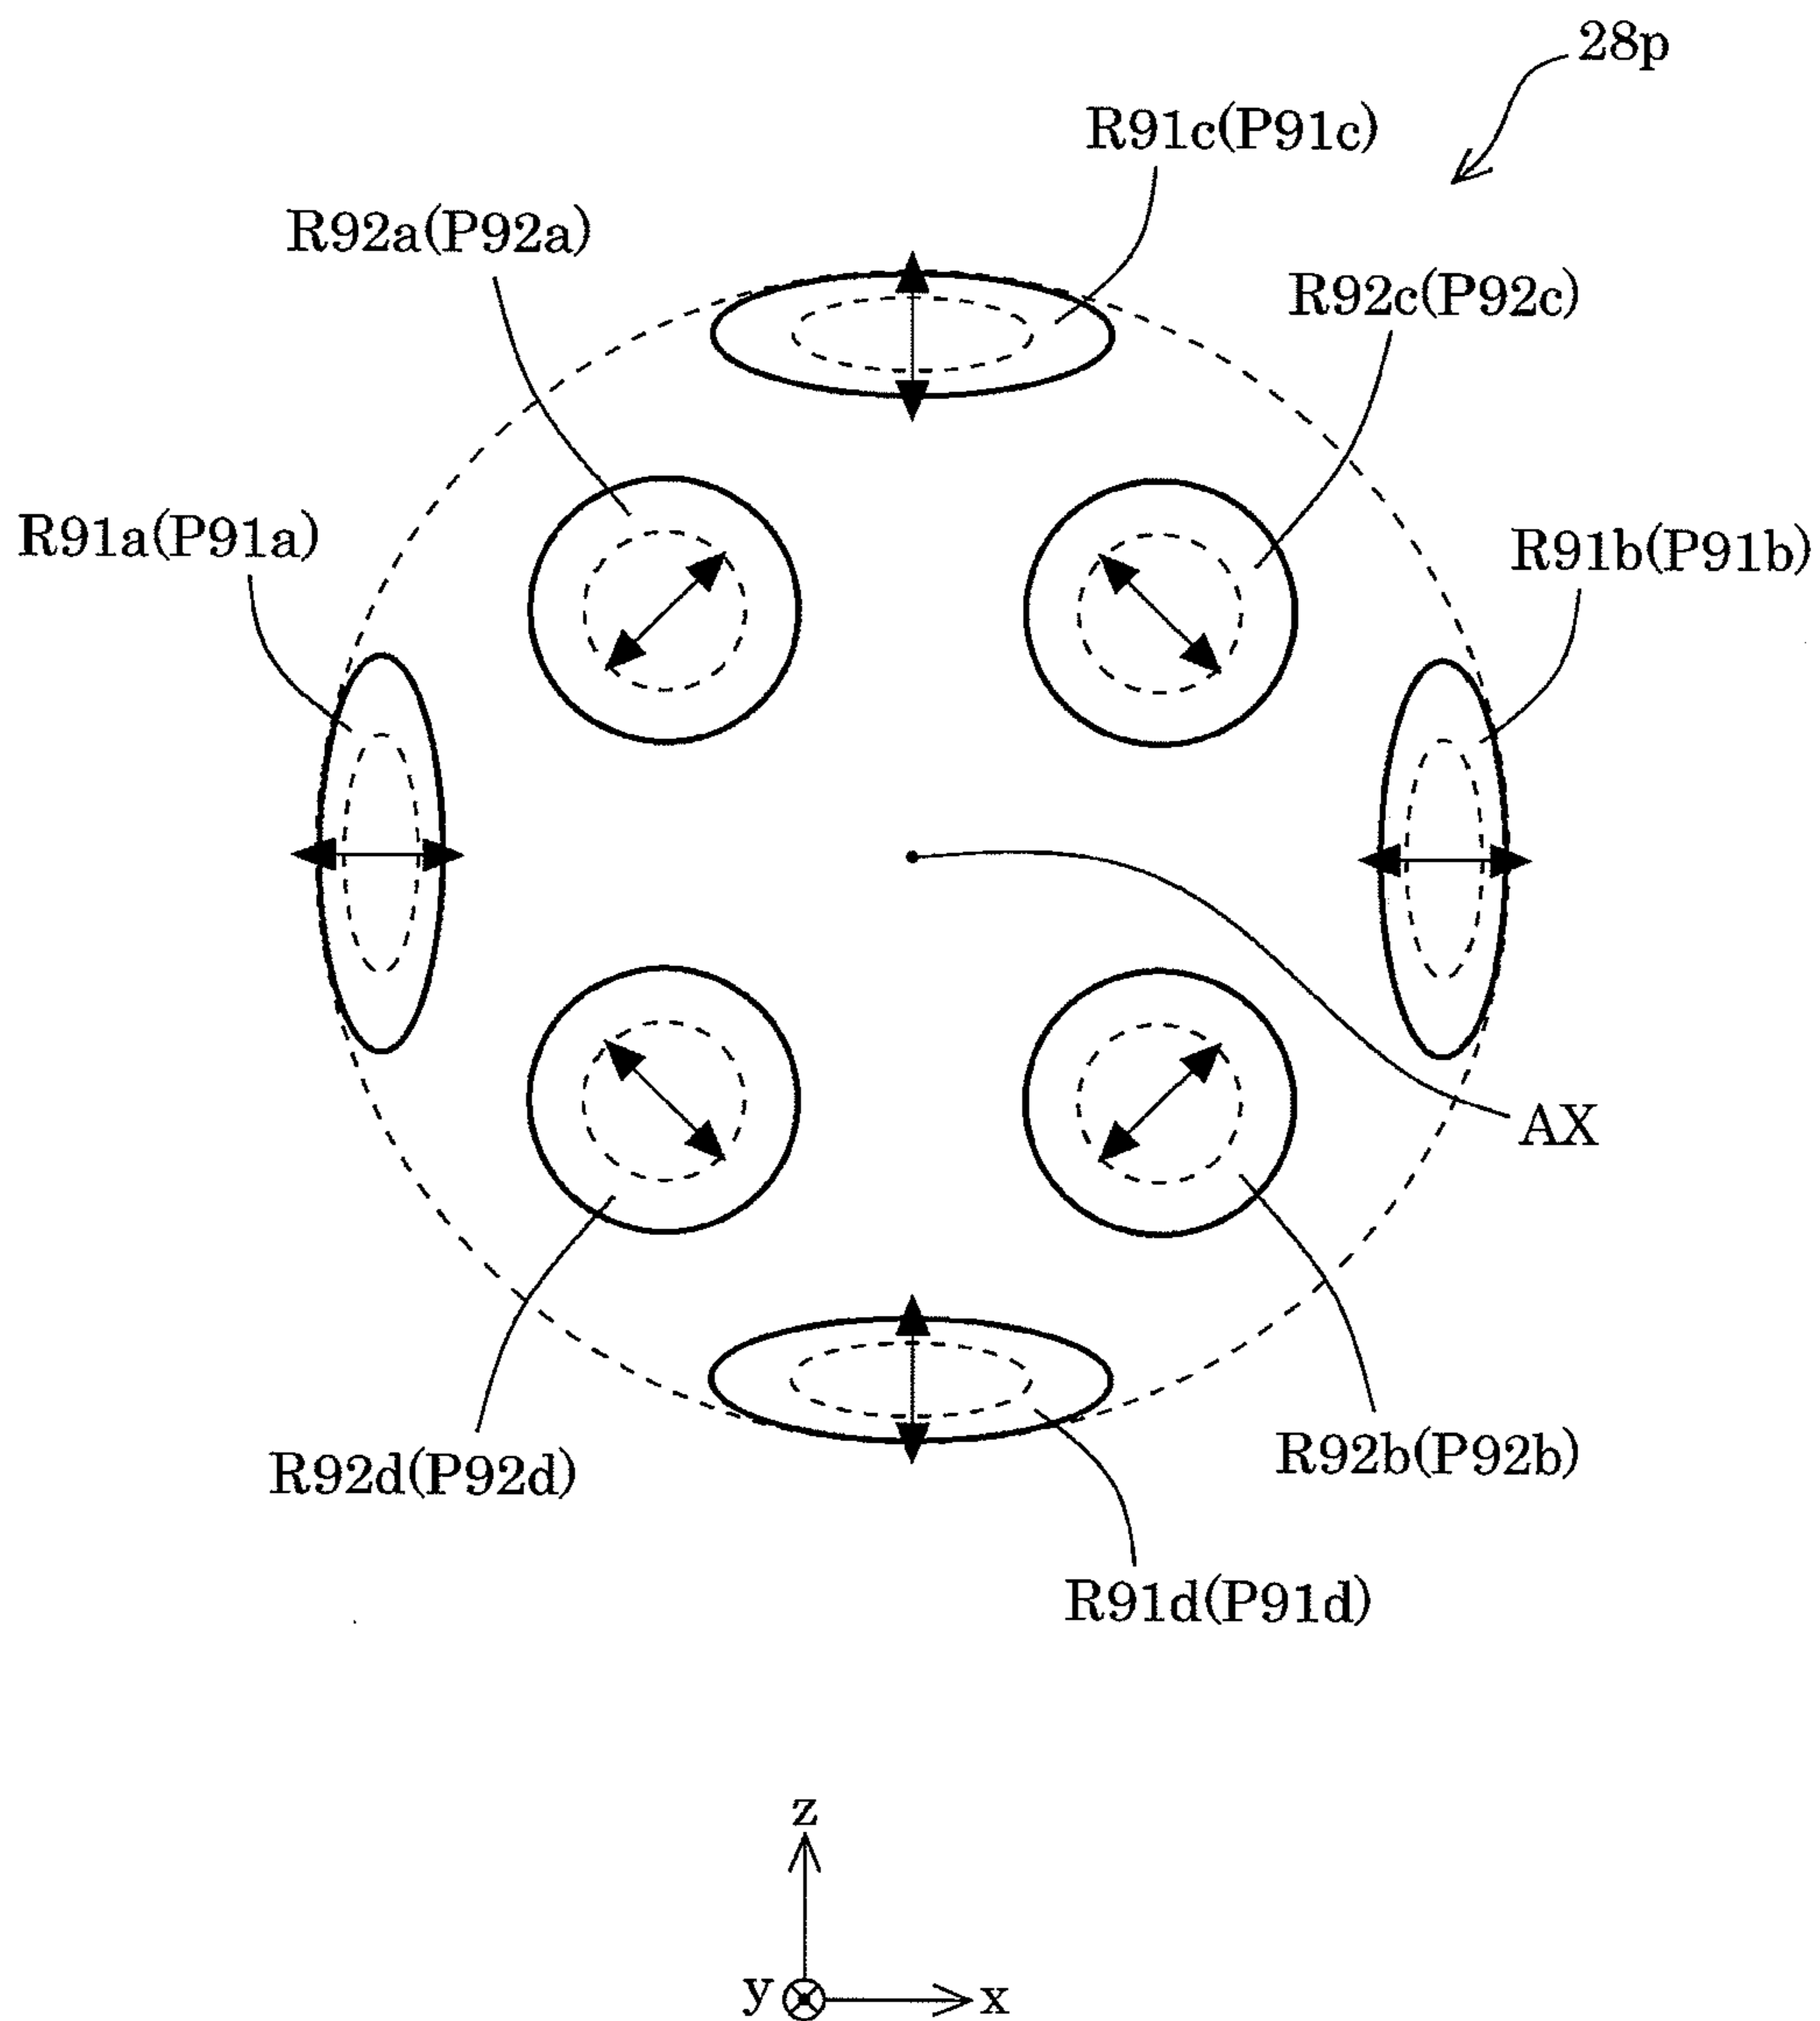 28p
R91c(P91c)
R92a(P92a)
R92c(P92c)
R91a(P91a)
R91b(P91b)
AX
R92b(P92b)
R92d(P92d)
R91d(P91d)
z
y
x